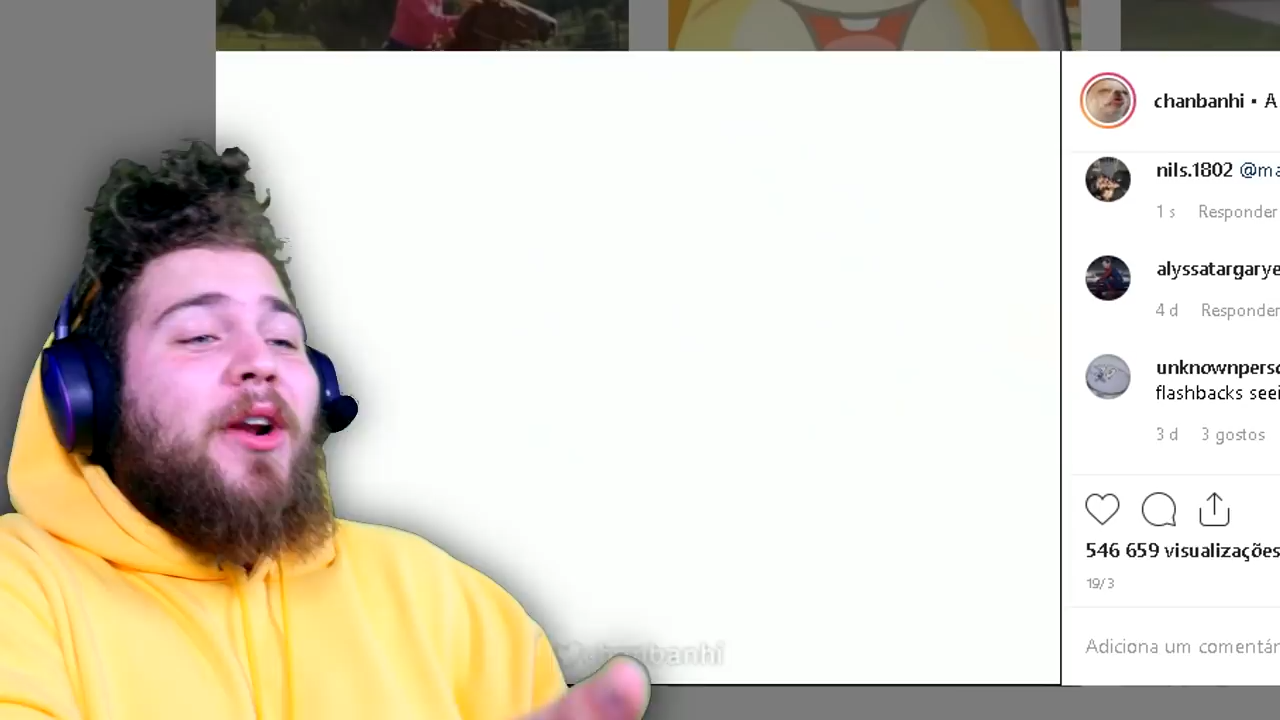 chanbanhi • A
nils.1802 @ma
1 s Responder
alyssatargarye
4 d Responder
unknownperso
flashbacks seei
3 d 3 gostos
546 659 visualizações
19/3
Adiciona um comentár
chanbanhi